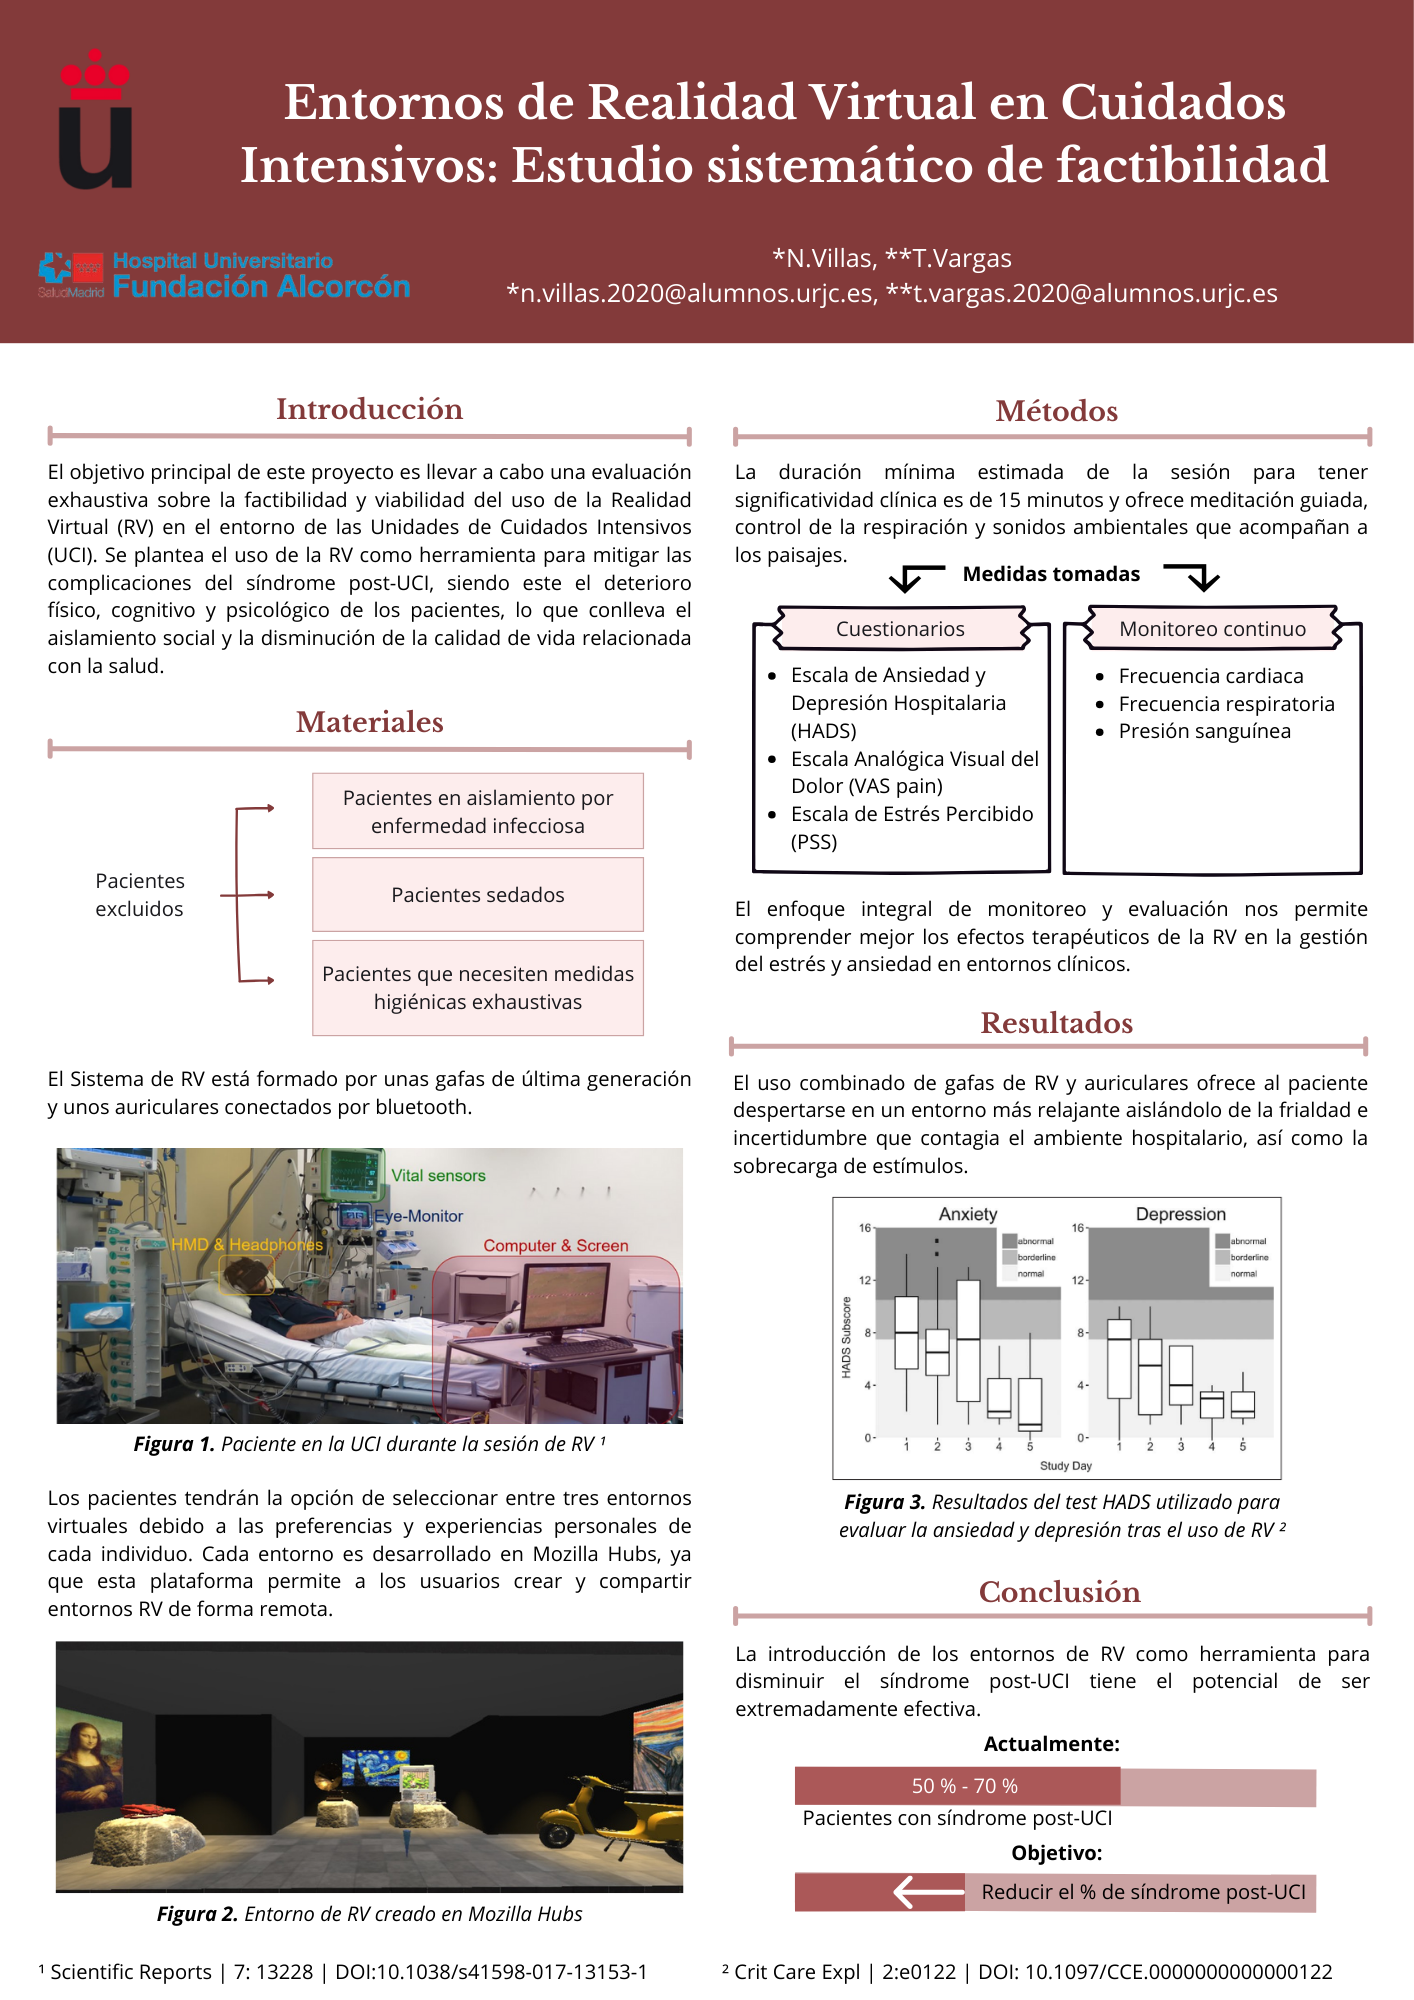 Entornos de Realidad Virtual en Cuidados
Intensivos: Estudio sistemático de factibilidad
u
SaludMadrid
Hospital Universitario
Fundación Alcorcón
*N.Villas, **T.Vargas
*n.villas.2020@alumnos.urjc.es, **t.vargas.2020@alumnos.urjc.es
Introducción
El objetivo principal de este proyecto es llevar a cabo una evaluación
exhaustiva sobre la factibilidad y viabilidad del uso de la Realidad
Virtual (RV) en el entorno de las Unidades de Cuidados Intensivos
(UCI). Se plantea el uso de la RV como herramienta para mitigar las
complicaciones del síndrome post-UCI, siendo este el deterioro
físico, cognitivo y psicológico de los pacientes, lo que conlleva el
aislamiento social y la disminución de la calidad de vida relacionada
con la salud.
Materiales
Pacientes
excluidos
Pacientes en aislamiento por
enfermedad infecciosa
Pacientes sedados
Pacientes que necesiten medidas
higiénicas exhaustivas
El Sistema de RV está formado por unas gafas de última generación
y unos auriculares conectados por bluetooth.
Vital sensors
Eye-Monitor
HMD & Headphones
Computer & Screen
Figura 1. Paciente en la UCI durante la sesión de RV ¹
Los pacientes tendrán la opción de seleccionar entre tres entornos
virtuales debido a las preferencias y experiencias personales de
cada individuo. Cada entorno es desarrollado en Mozilla Hubs, ya
que esta plataforma permite a los usuarios crear y compartir
entornos RV de forma remota.
Figura 2. Entorno de RV creado en Mozilla Hubs
¹ Scientific Reports | 7: 13228 | DOI:10.1038/s41598-017-13153-1
Métodos
La duración mínima estimada de la sesión para tener
significatividad clínica es de 15 minutos y ofrece meditación guiada,
control de la respiración y sonidos ambientales que acompañan a
los paisajes.
Medidas tomadas
Cuestionarios
• Escala de Ansiedad y
Depresión Hospitalaria
(HADS)
• Escala Analógica Visual del
Dolor (VAS pain)
• Escala de Estrés Percibido
(PSS)
Monitoreo continuo
• Frecuencia cardiaca
• Frecuencia respiratoria
• Presión sanguínea
El enfoque integral de monitoreo y evaluación nos permite
comprender mejor los efectos terapéuticos de la RV en la gestión
del estrés y ansiedad en entornos clínicos.
Resultados
El uso combinado de gafas de RV y auriculares ofrece al paciente
despertarse en un entorno más relajante aislándolo de la frialdad e
incertidumbre que contagia el ambiente hospitalario, así como la
sobrecarga de estímulos.
Anxiety
Depression
HADS Subscore
16
12
8
4
0
1 2 3 4 5
abnormal
borderline
normal
16
12
8
4
0
1 2 3 4 5
abnormal
borderline
normal
Study Day
Figura 3. Resultados del test HADS utilizado para
evaluar la ansiedad y depresión tras el uso de RV ²
Conclusión
La introducción de los entornos de RV como herramienta para
disminuir el síndrome post-UCI tiene el potencial de ser
extremadamente efectiva.
Actualmente:
50 % - 70 %
Pacientes con síndrome post-UCI
Objetivo:
Reducir el % de síndrome post-UCI
² Crit Care Expl | 2:e0122 | DOI: 10.1097/CCE.0000000000000122